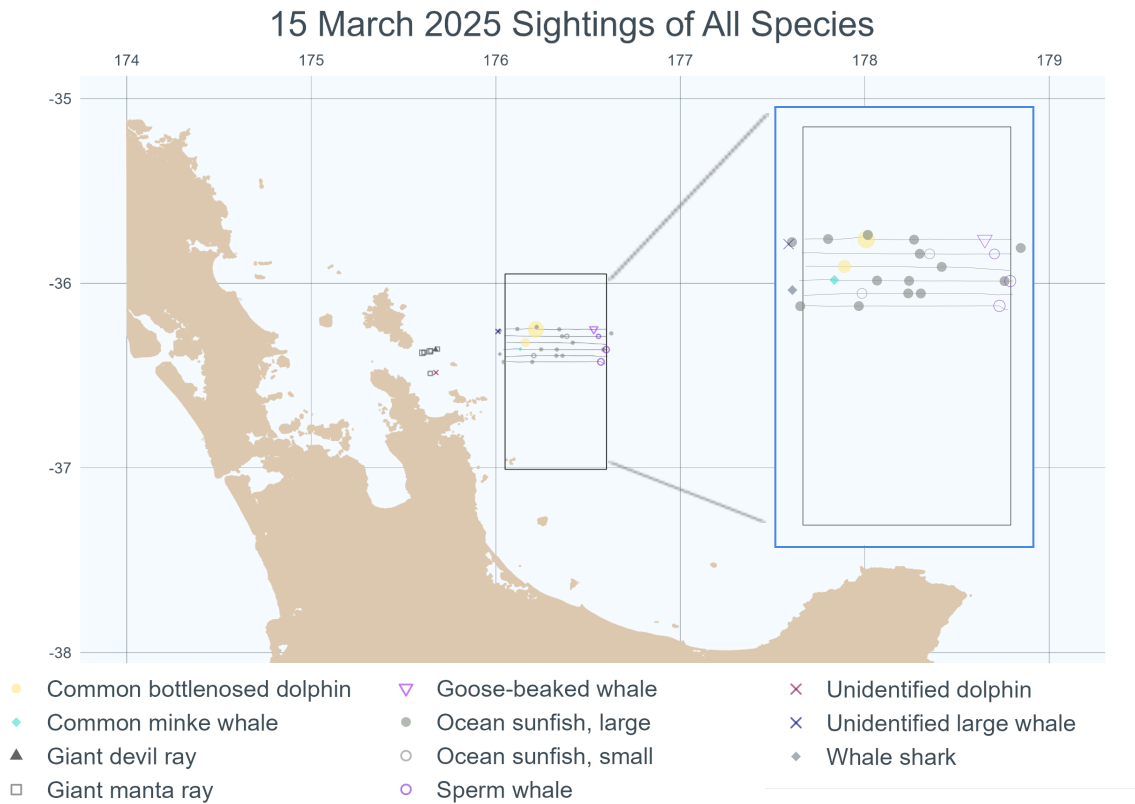 15 March 2025 Sightings of All Species
174 175 176 177 178 179
-35
-36
-37
-38
Common bottlenosed dolphin Goose-beaked whale Unidentified dolphin
Common minke whale Ocean sunfish, large Unidentified large whale
Giant devil ray Ocean sunfish, small Whale shark
Giant manta ray Sperm whale